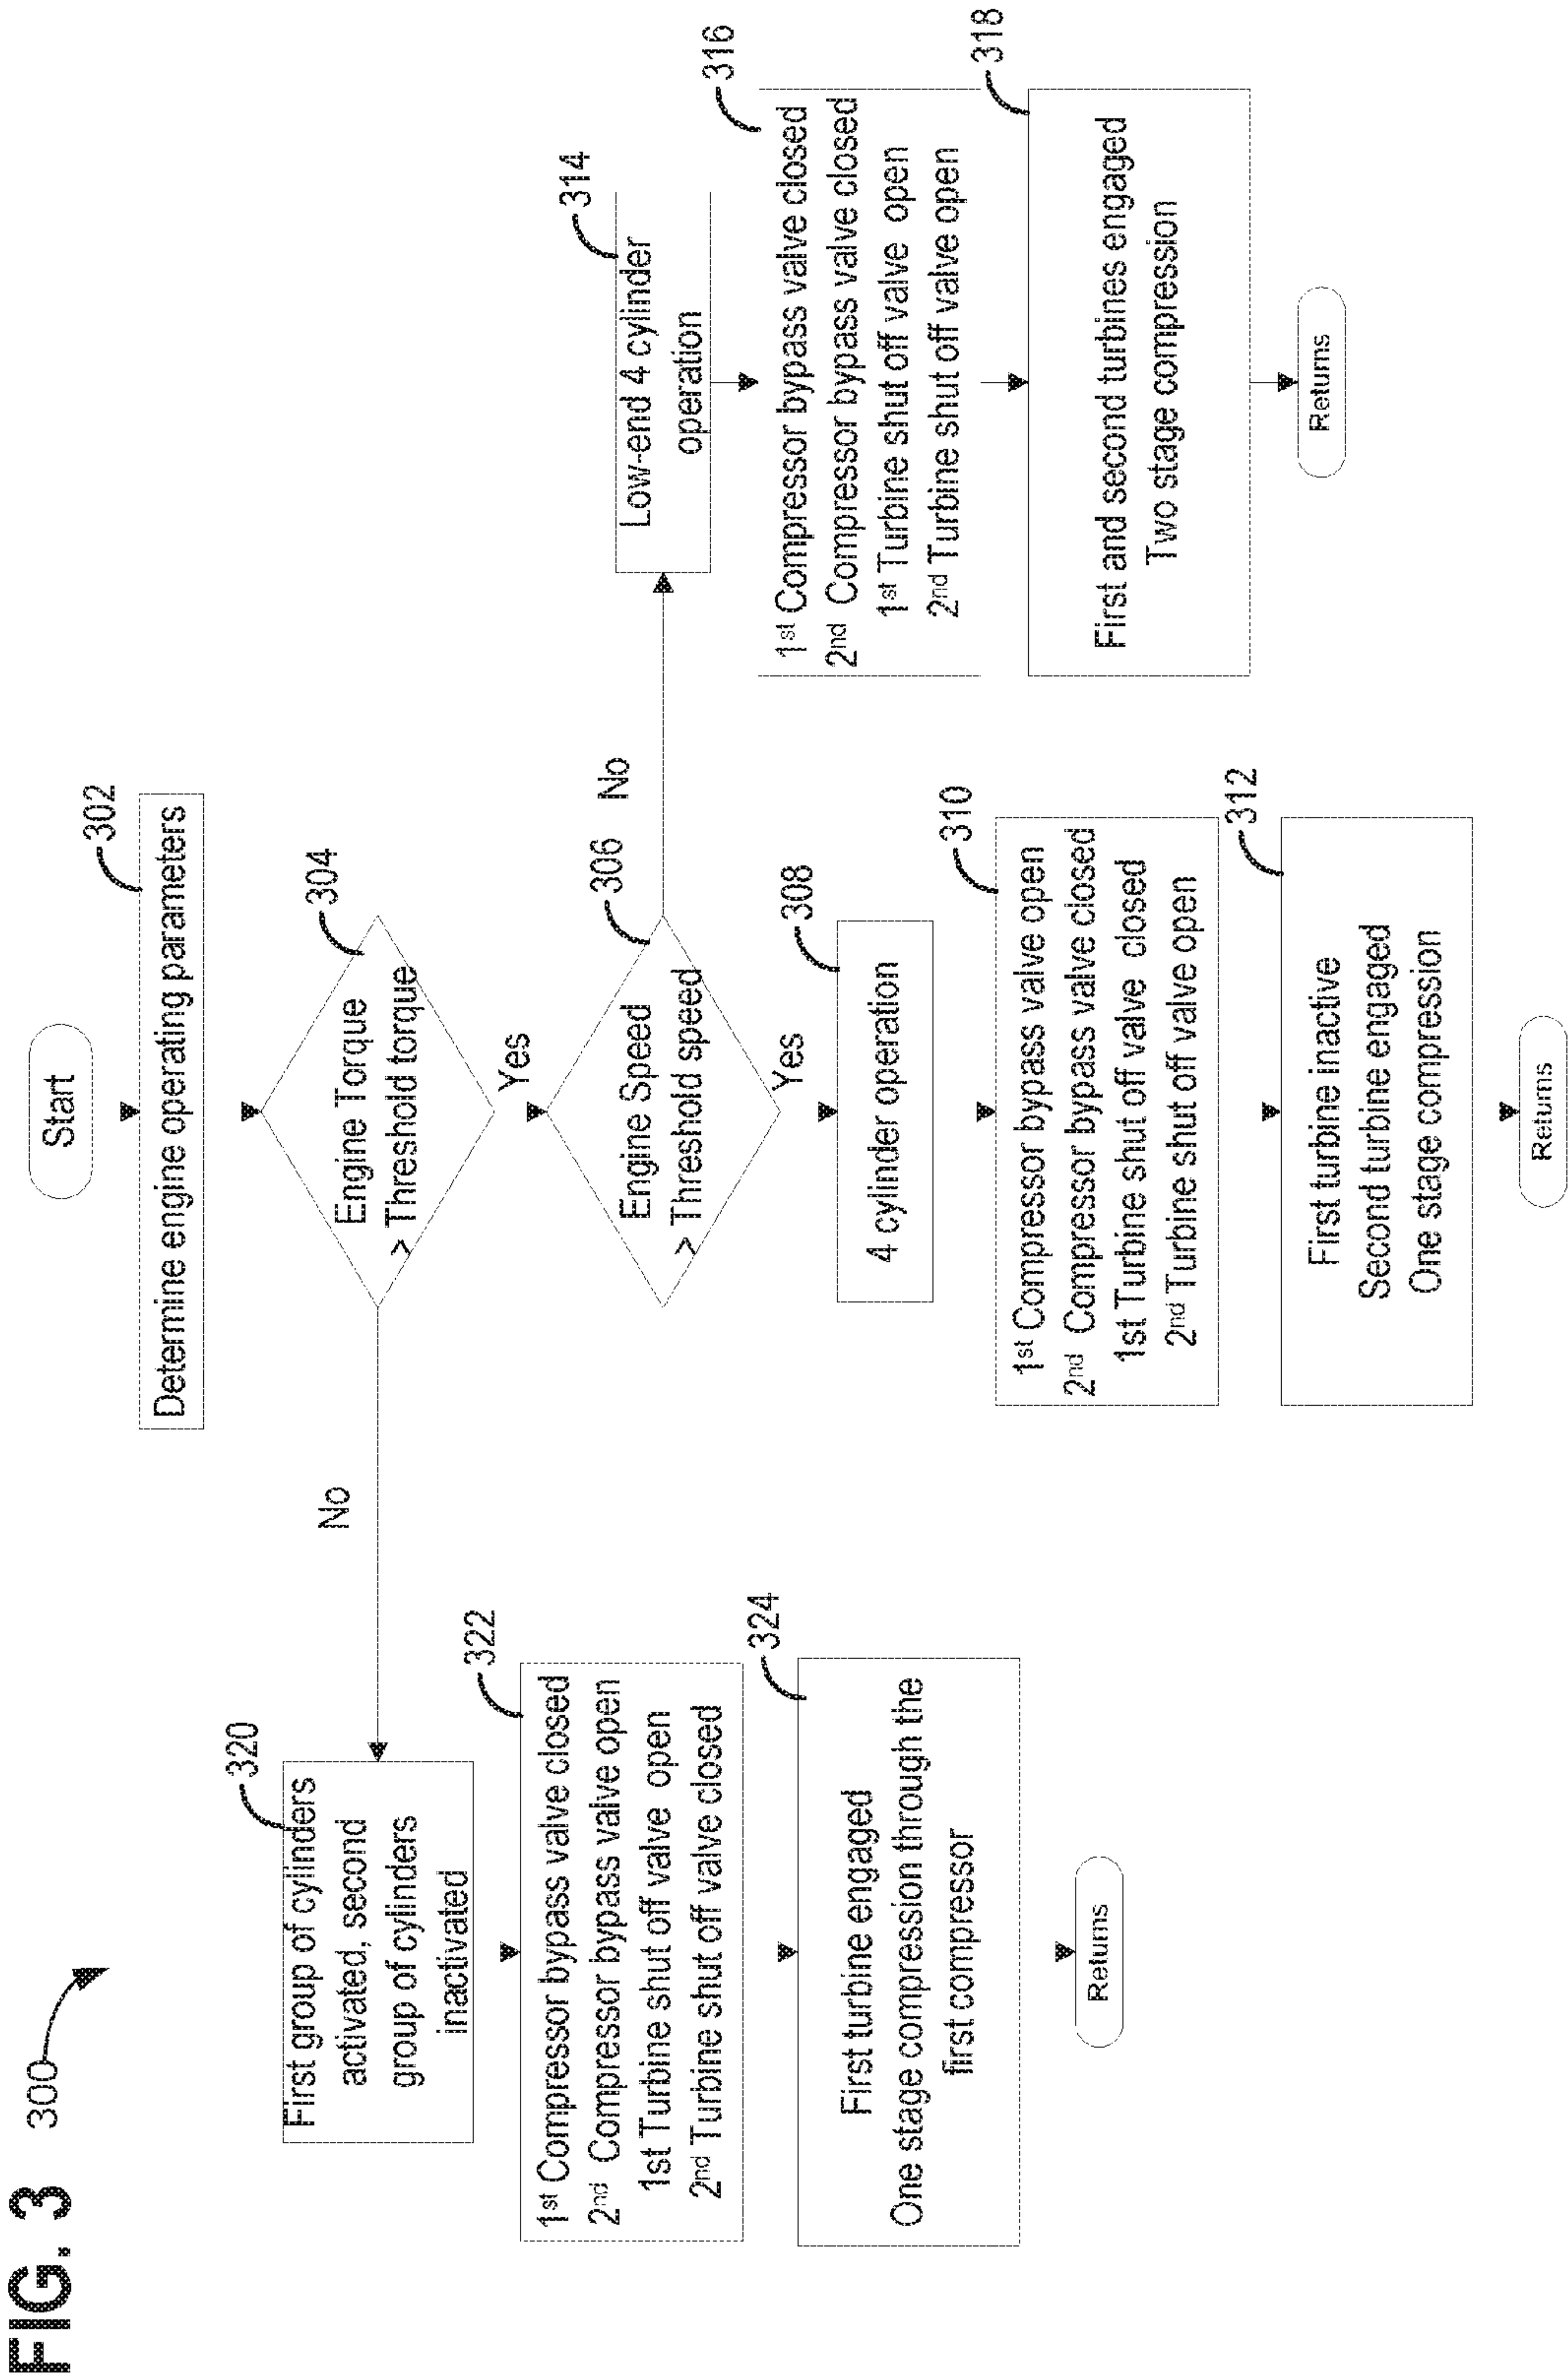 FIG. 3
300
Start
302
Determine engine operating parameters
304
Engine Torque
> Threshold torque
No
Yes
306
Engine Speed
> Threshold speed
No
Yes
308
4 cylinder operation
310
1st Compressor bypass valve open
2nd Compressor bypass valve closed
1st Turbine shut off valve closed
2nd Turbine shut off valve open
312
First turbine inactive
Second turbine engaged
One stage compression
Returns
314
Low-end 4 cylinder
operation
316
1st Compressor bypass valve closed
2nd Compressor bypass valve closed
1st Turbine shut off valve open
2nd Turbine shut off valve open
318
First and second turbines engaged
Two stage compression
Returns
320
First group of cylinders
activated, second
group of cylinders
inactivated
322
1st Compressor bypass valve closed
2nd Compressor bypass valve open
1st Turbine shut off valve open
2nd Turbine shut off valve closed
324
First turbine engaged
One stage compression through the
first compressor
Returns